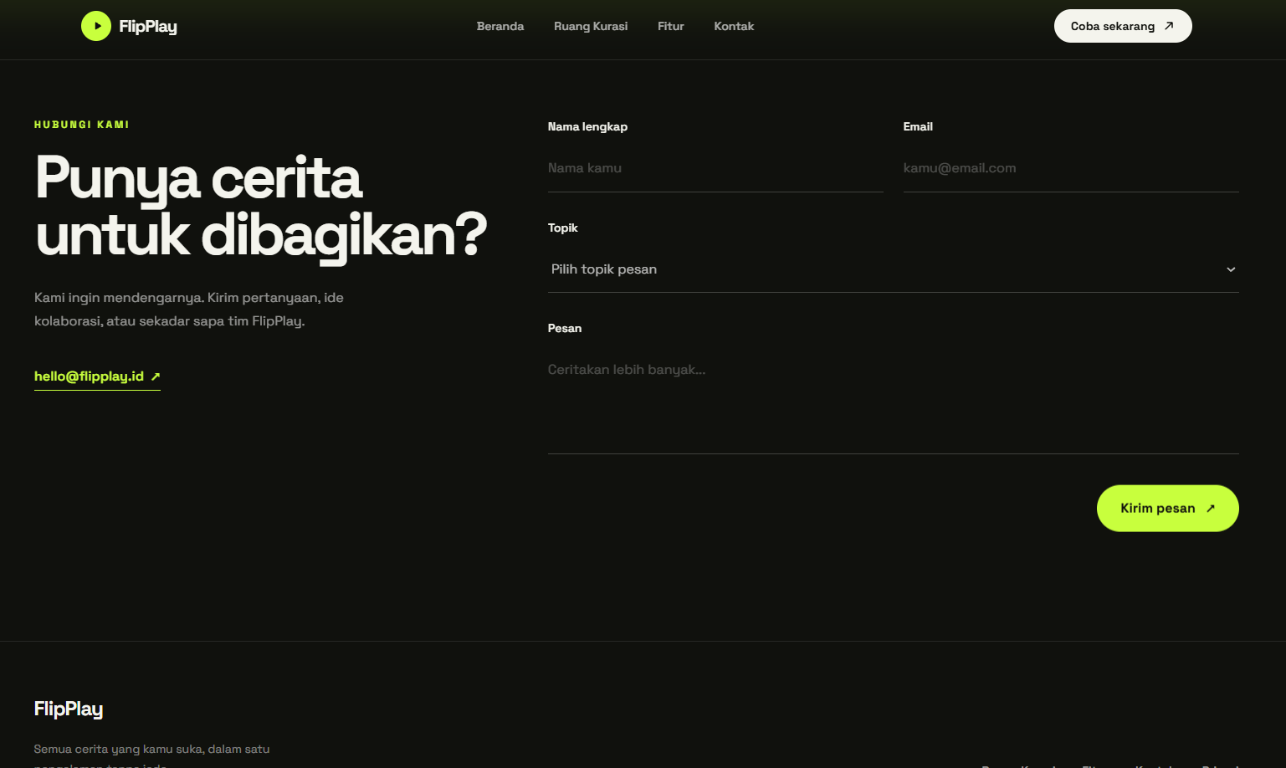 FlipPlay
Beranda Ruang Kurasi Fitur Kontak
Coba sekarang ↗
HUBUNGI KAMI
Punya cerita
untuk dibagikan?
Kami ingin mendengarnya. Kirim pertanyaan, ide
kolaborasi, atau sekadar sapa tim FlipPlay.
hello@flipplay.id ↗
Nama lengkap
Nama kamu
Email
kamu@email.com
Topik
Pilih topik pesan
Pesan
Ceritakan lebih banyak...
Kirim pesan ↗
FlipPlay
Semua cerita yang kamu suka, dalam satu